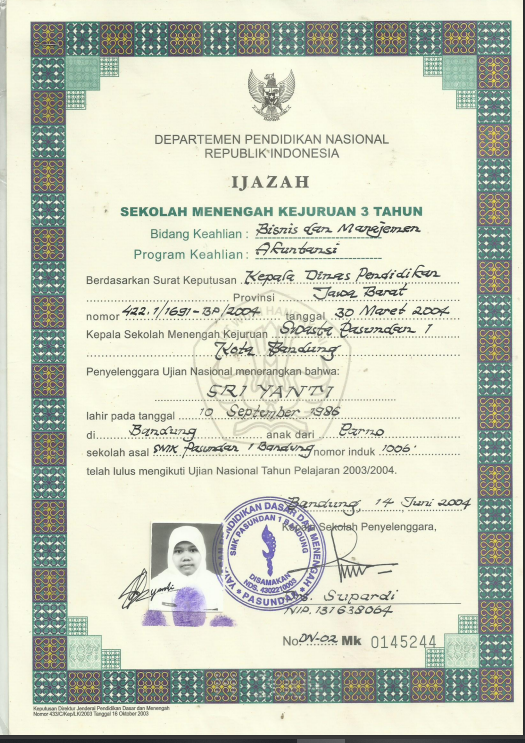 DEPARTEMEN PENDIDIKAN NASIONAL
REPUBLIK INDONESIA
IJAZAH
SEKOLAH MENENGAH KEJURUAN 3 TAHUN
Bidang Keahlian : Bisnis dan Manajemen
Program Keahlian : Akuntansi
Berdasarkan Surat Keputusan Kepala Dinas Pendidikan
Provinsi Jawa Barat
nomor 422.1/1691-BP/2004 tanggal 30 Maret 2004
Kepala Sekolah Menengah Kejuruan Swasta Pasundan 1
Kota Bandung
Penyelenggara Ujian Nasional menerangkan bahwa:
SRI YANTI
lahir pada tanggal 10 September 1986
di Bandung anak dari Parno
sekolah asal SMK Pasundan 1 Bandung nomor induk 1006
telah lulus mengikuti Ujian Nasional Tahun Pelajaran 2003/2004.
Bandung, 14 Juni 2004
Kepala Sekolah Penyelenggara,
PENDIDIKAN DASAR DAN MENENGAH
SMK PASUNDAN 1 BANDUNG
DISAMAKAN
PASUNDAN
Supardi
NIP. 131638064
No. DN-02 Mk 0145244
Keputusan Direktur Jenderal Pendidikan Dasar dan Menengah
Nomor 433/C/Kep/LK/2003 Tanggal 16 Oktober 2003